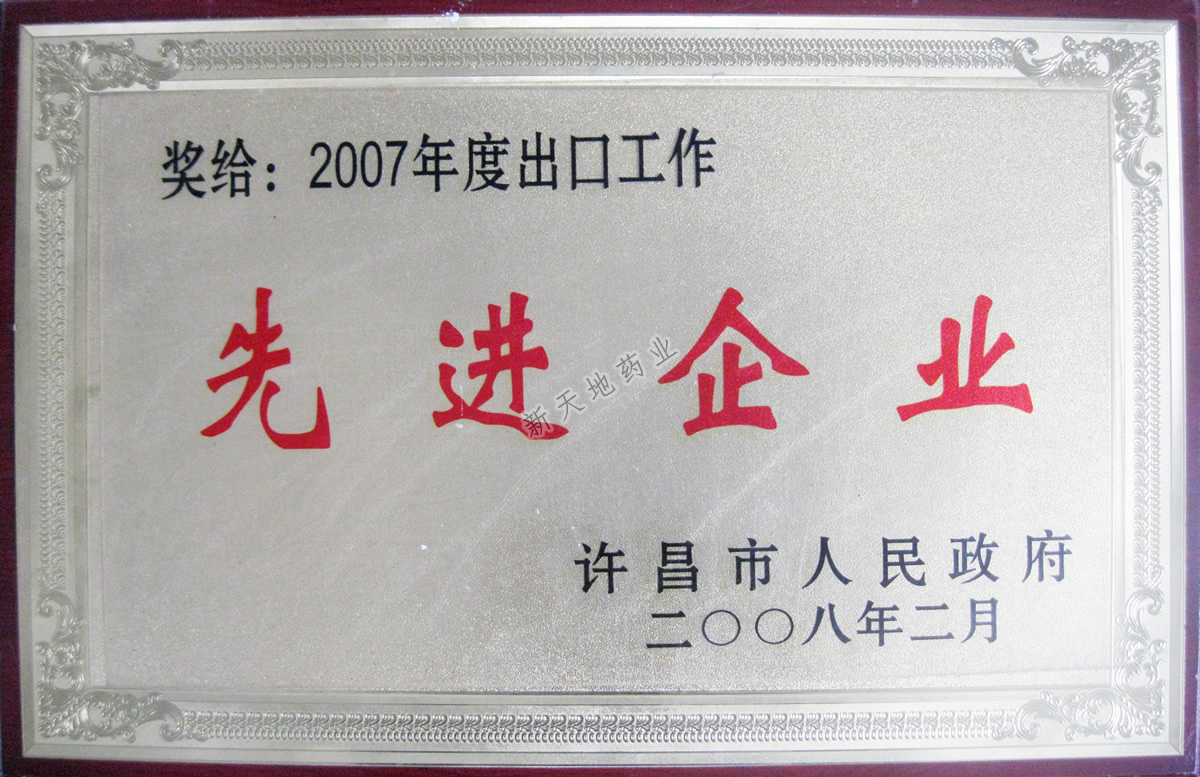 奖给：2007年度出口工作
先进企业
新天地药业
许昌市人民政府
二〇〇八年二月